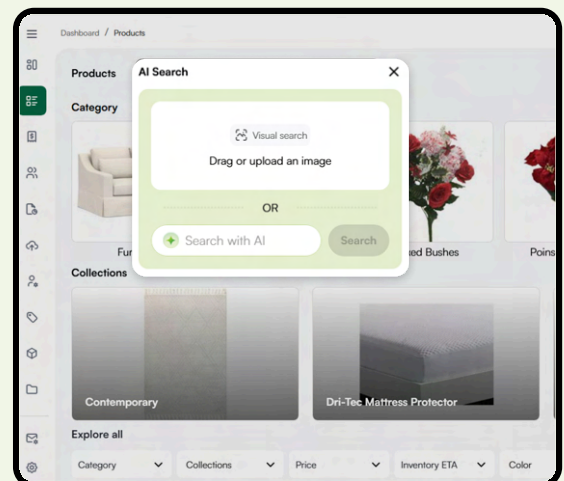 Dashboard / Products
Products
AI Search
Category
Visual search
Drag or upload an image
OR
Search with AI
Search
Fur
ed Bushes
Poins
Collections
Contemporary
Dri-Tec Mattress Protector
Explore all
Category
Collections
Price
Inventory ETA
Color